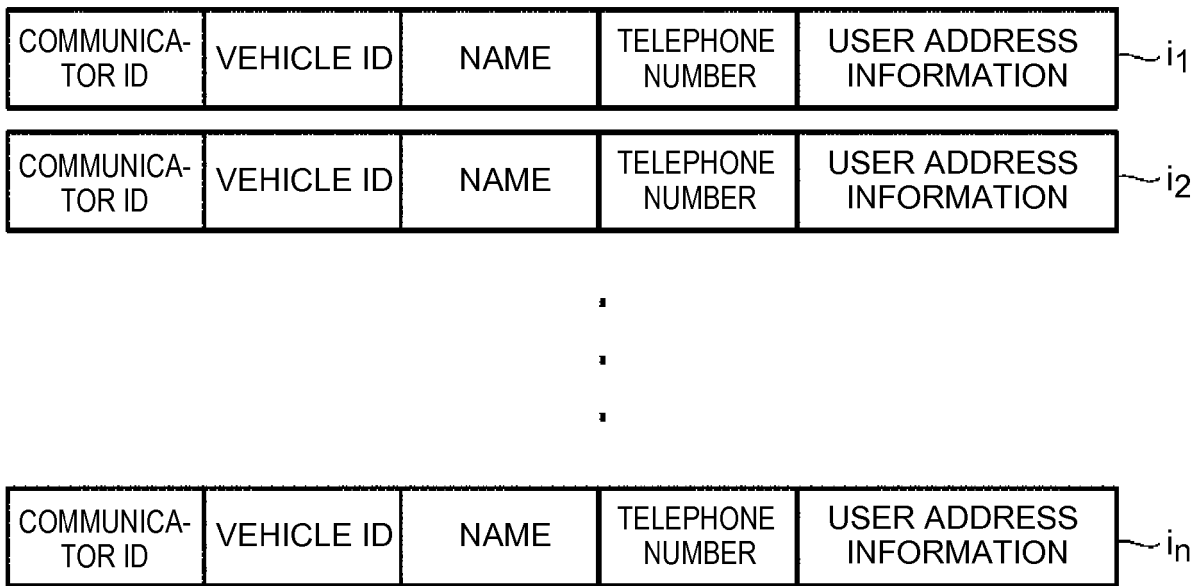 COMMUNICA-
TOR ID
VEHICLE ID
NAME
TELEPHONE
NUMBER
USER ADDRESS
INFORMATION
i1
COMMUNICA-
TOR ID
VEHICLE ID
NAME
TELEPHONE
NUMBER
USER ADDRESS
INFORMATION
i2
COMMUNICA-
TOR ID
VEHICLE ID
NAME
TELEPHONE
NUMBER
USER ADDRESS
INFORMATION
in